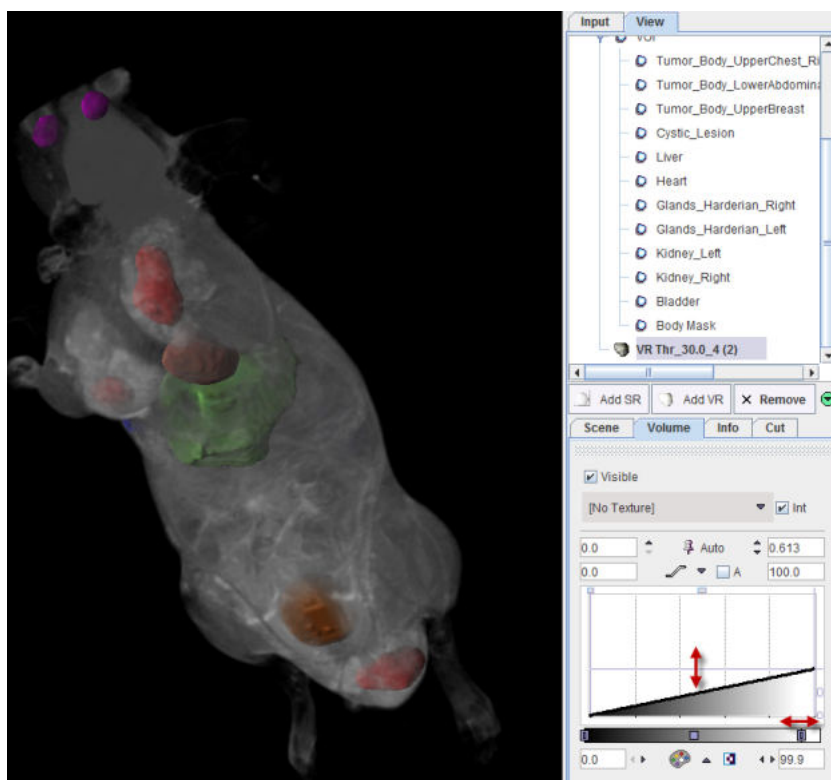 Input View
VOI
Tumor_Body_UpperChest_Ri
Tumor_Body_LowerAbdomina
Tumor_Body_UpperBreast
Cystic_Lesion
Liver
Heart
Glands_Harderian_Right
Glands_Harderian_Left
Kidney_Left
Kidney_Right
Bladder
Body Mask
VR Thr_30.0_4 (2)
Add SR Add VR Remove
Scene Volume Info Cut
Visible
[No Texture] Int
0.0 Auto 0.613
0.0 A 100.0
0.0 99.9